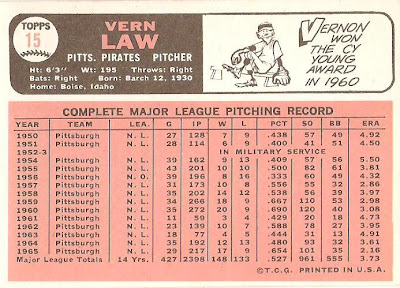 TOPPS
15
VERN
LAW
PITTS. PIRATES PITCHER
Ht: 6'3" Wt: 195 Throws: Right
Bats: Right Born: March 12, 1930
Home: Boise, Idaho
VERNON
WON
THE CY
YOUNG
AWARD
IN 1960
COMPLETE MAJOR LEAGUE PITCHING RECORD
YEAR TEAM LEA. G IP W L PCT SO BB ERA
1950 Pittsburgh N.L. 27 128 7 9 .438 57 49 4.92
1951 Pittsburgh N.L. 28 114 6 9 .400 41 51 4.50
1952-3 IN MILITARY SERVICE
1954 Pittsburgh N.L. 39 162 9 13 .409 57 56 5.50
1955 Pittsburgh N.L. 43 201 10 10 .500 82 61 3.81
1956 Pittsburgh N.L. 39 196 8 16 .333 60 49 4.32
1957 Pittsburgh N.L. 31 173 10 8 .556 55 32 2.86
1958 Pittsburgh N.L. 35 202 14 12 .538 56 39 3.97
1959 Pittsburgh N.L. 34 266 18 9 .667 110 53 2.98
1960 Pittsburgh N.L. 35 272 20 9 .690 120 40 3.08
1961 Pittsburgh N.L. 11 59 3 4 .429 20 18 4.73
1962 Pittsburgh N.L. 23 139 10 7 .588 78 27 3.94
1963 Pittsburgh N.L. 18 77 4 5 .444 31 13 4.91
1964 Pittsburgh N.L. 35 192 12 13 .480 93 32 3.61
1965 Pittsburgh N.L. 29 217 17 9 .654 101 35 2.16
Major League Totals 14 Yrs. 427 2398 148 133 .527 961 555 3.73
© T.C.G. PRINTED IN U.S.A.